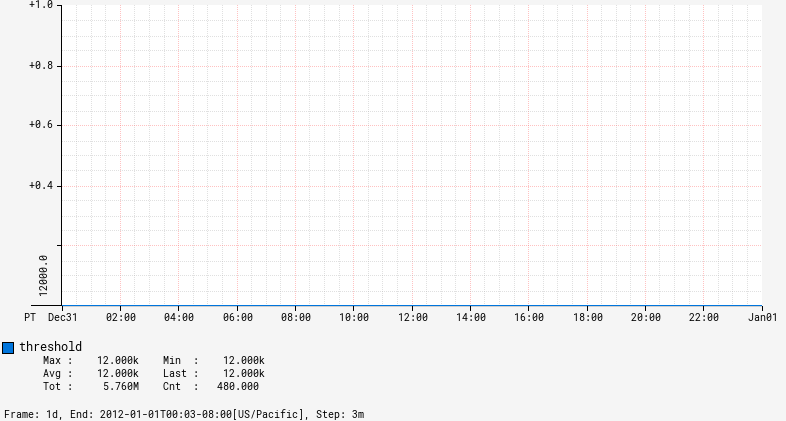 +1.0
+0.8
+0.6
+0.4
12000.0
PT Dec31 02:00 04:00 06:00 08:00 10:00 12:00 14:00 16:00 18:00 20:00 22:00 Jan01
threshold
Max : 12.000k Min : 12.000k
Avg : 12.000k Last : 12.000k
Tot : 5.760M Cnt : 480.000
Frame: 1d, End: 2012-01-01T00:03-08:00[US/Pacific], Step: 3m